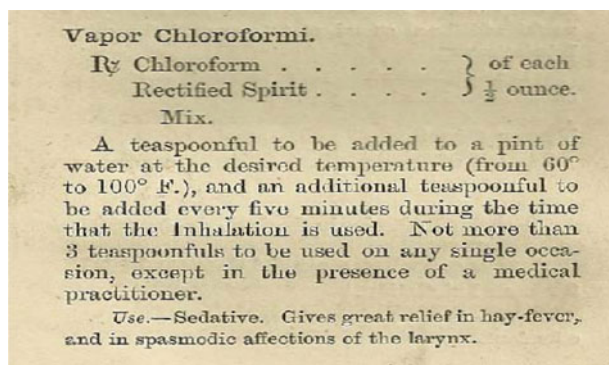 Vapor Chloroformi.
℞ Chloroform . . . . . } of each
Rectified Spirit . . . . } ½ ounce.
Mix.
A teaspoonful to be added to a pint of
water at the desired temperature (from 60°
to 100° F.), and an additional teaspoonful to
be added every five minutes during the time
that the Inhalation is used. Not more than
3 teaspoonfuls to be used on any single occa-
sion, except in the presence of a medical
practitioner.
Use.—Sedative. Gives great relief in hay-fever,
and in spasmodic affections of the larynx.